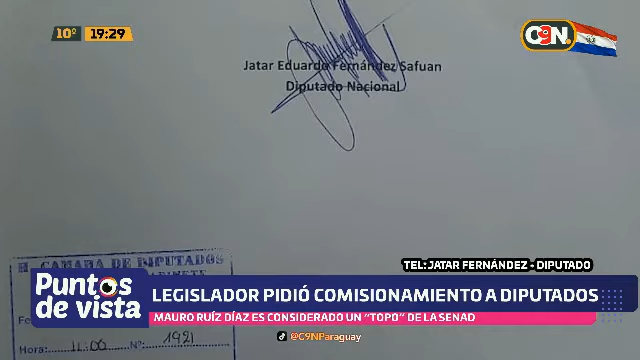 10°
19:29
C9N.
Jatar Eduardo Fernández Safuan
Diputado Nacional
H. CAMARA DE DIPUTADOS
TEL: JATAR FERNÁNDEZ - DIPUTADO
Puntos
de vista
LEGISLADOR PIDIÓ COMISIONAMIENTO A DIPUTADOS
MAURO RUÍZ DÍAZ ES CONSIDERADO UN "TOPO" DE LA SENAD
Hora: 11:00 Nº: 1921
@C9NParaguay